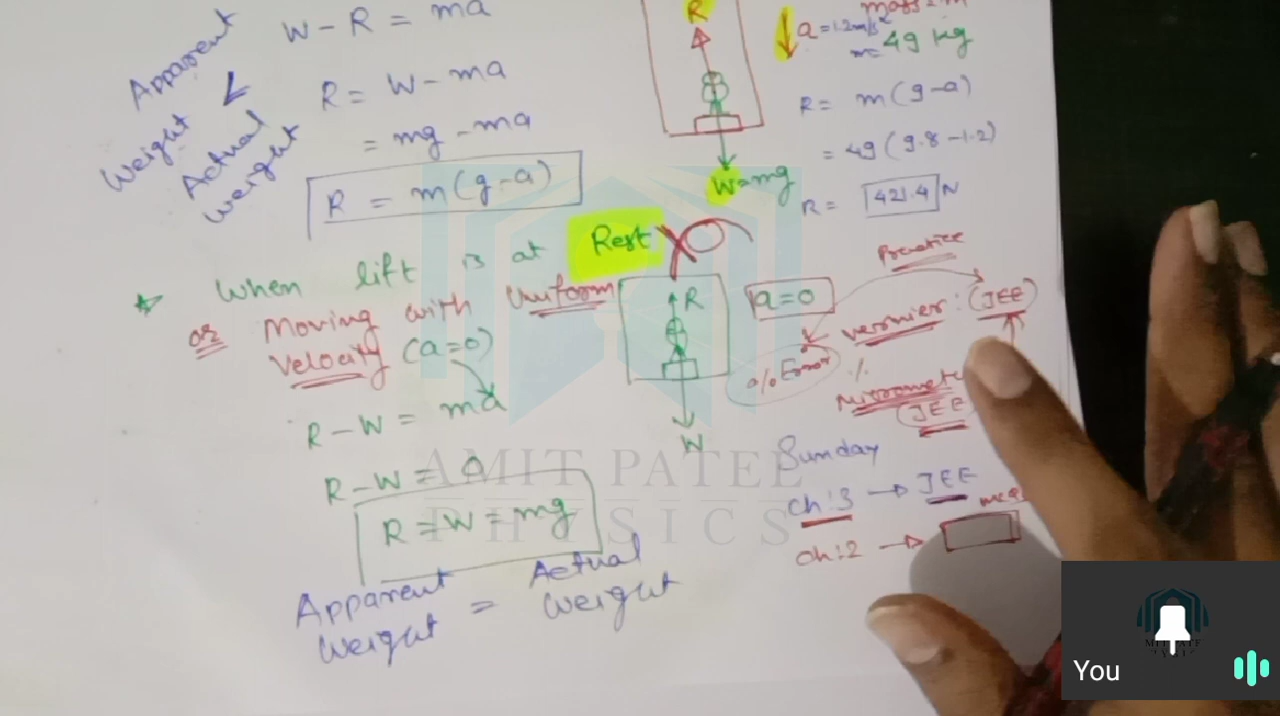 W - R = ma
Apparent Weight < Actual Weight
R = W - ma
= mg - ma
R = m(g-a)
R
W=mg
mass = m
a = 1.2 m/s²
m = 49 kg
R = m(g-a)
= 49(9.8-1.2)
R = 421.4 N
When lift is at Rest
or Moving with Uniform
Velocity (a=0)
R
W
a=0
R - W = ma
R - W = 0
R = W = mg
Apparent Weight = Actual Weight
Practice
Vernier : (JEE)
% Error
(JEE
Sunday
Ch:3 → JEE
Ch:2 →
AMIT PATEL
PHYSICS
You